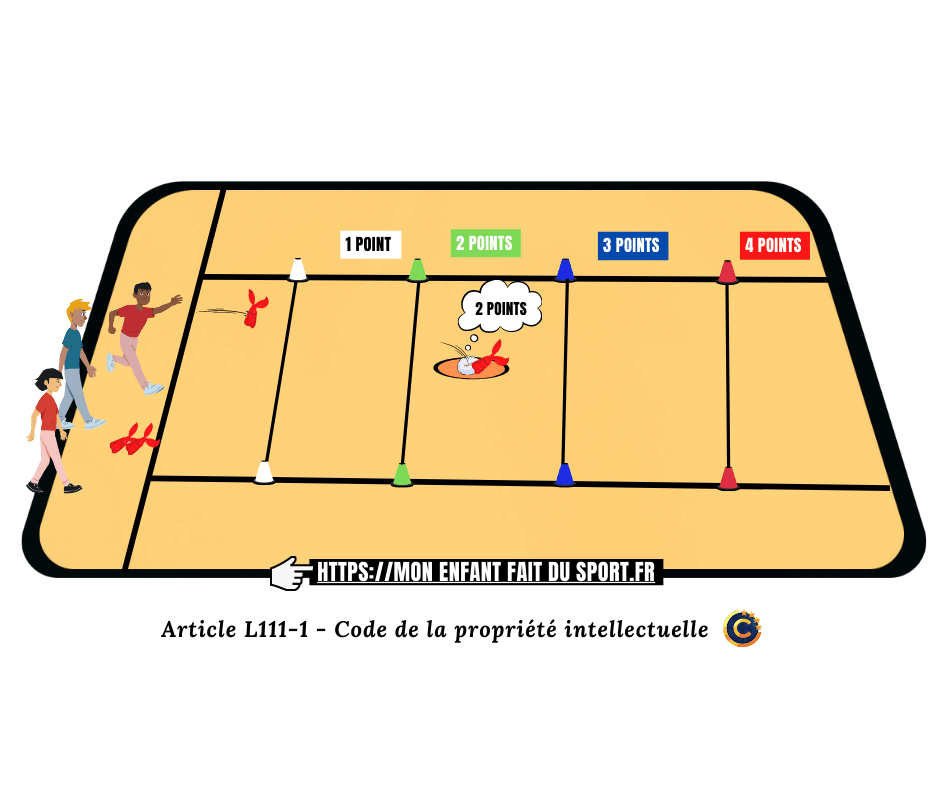 1 POINT
2 POINTS
3 POINTS
4 POINTS
2 POINTS
HTTPS://MON ENFANT FAIT DU SPORT.FR
Article L111-1 - Code de la propriété intellectuelle
C